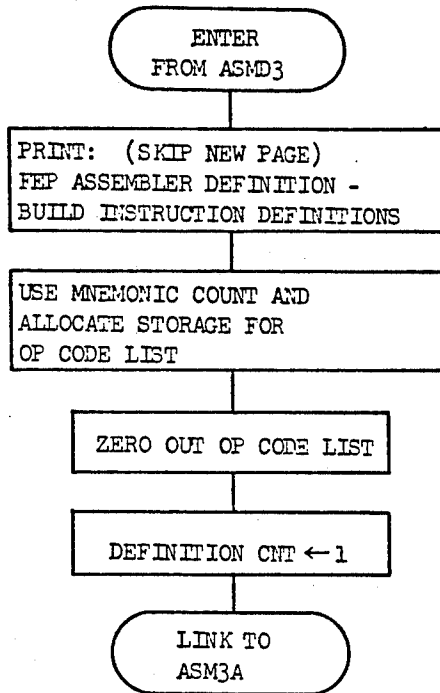 ENTER
FROM ASMD3
PRINT: (SKIP NEW PAGE)
FEP ASSEMBLER DEFINITION -
BUILD INSTRUCTION DEFINITIONS
USE MNEMONIC COUNT AND
ALLOCATE STORAGE FOR
OP CODE LIST
ZERO OUT OP CODE LIST
DEFINITION CNT ← 1
LINK TO
ASM3A